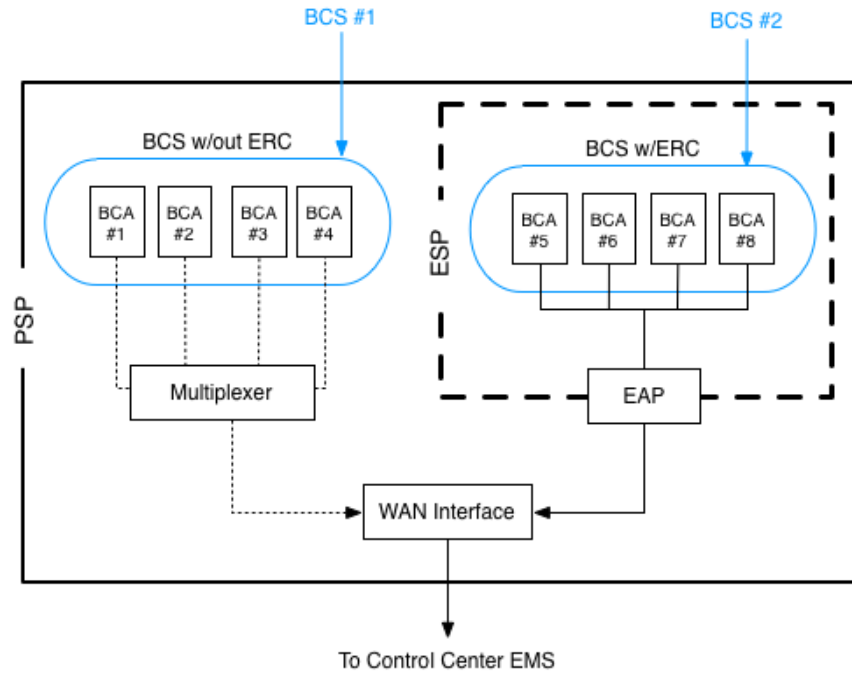 BCS #1
BCS #2
BCS w/out ERC
BCS w/ERC
BCA
#1
BCA
#2
BCA
#3
BCA
#4
BCA
#5
BCA
#6
BCA
#7
BCA
#8
ESP
PSP
Multiplexer
EAP
WAN Interface
To Control Center EMS